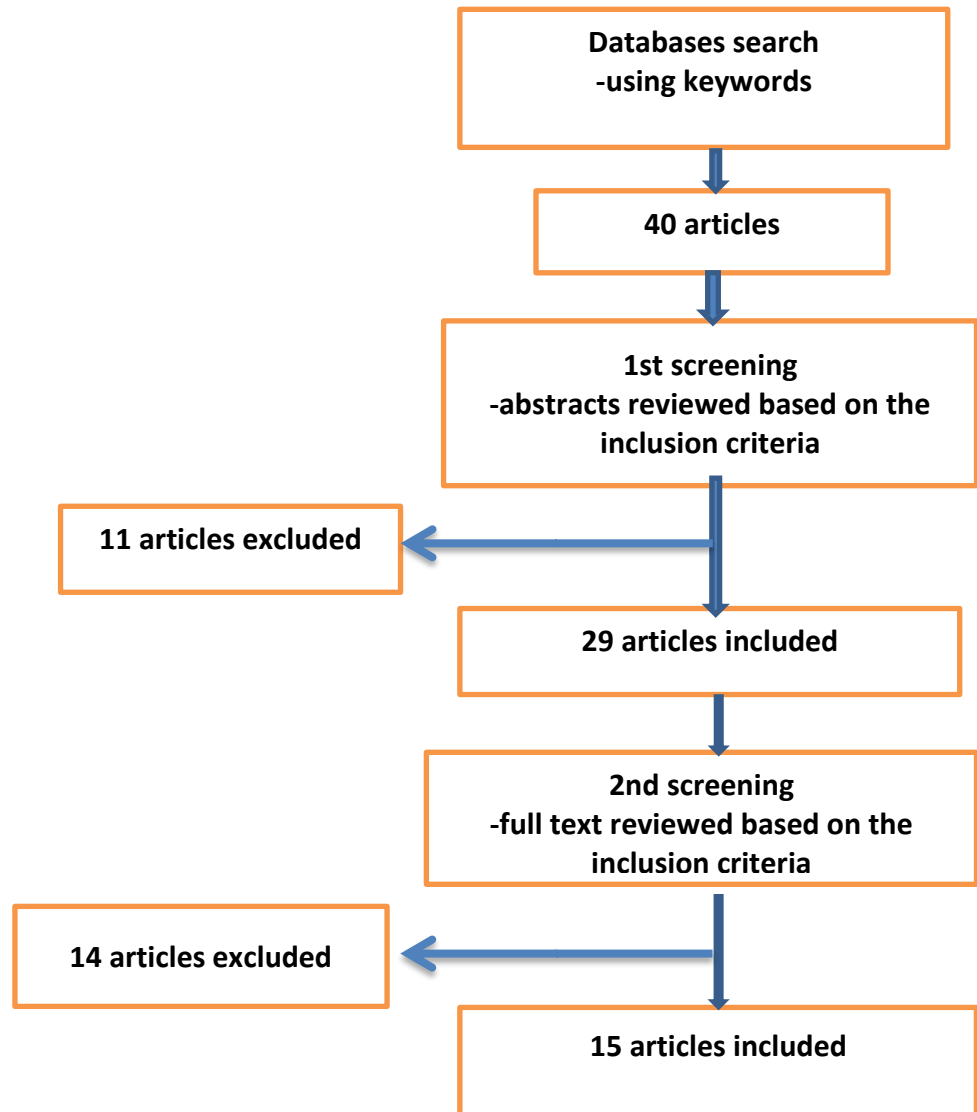 Databases search
-using keywords
40 articles
1st screening
-abstracts reviewed based on the
inclusion criteria
11 articles excluded
29 articles included
2nd screening
-full text reviewed based on the
inclusion criteria
14 articles excluded
15 articles included